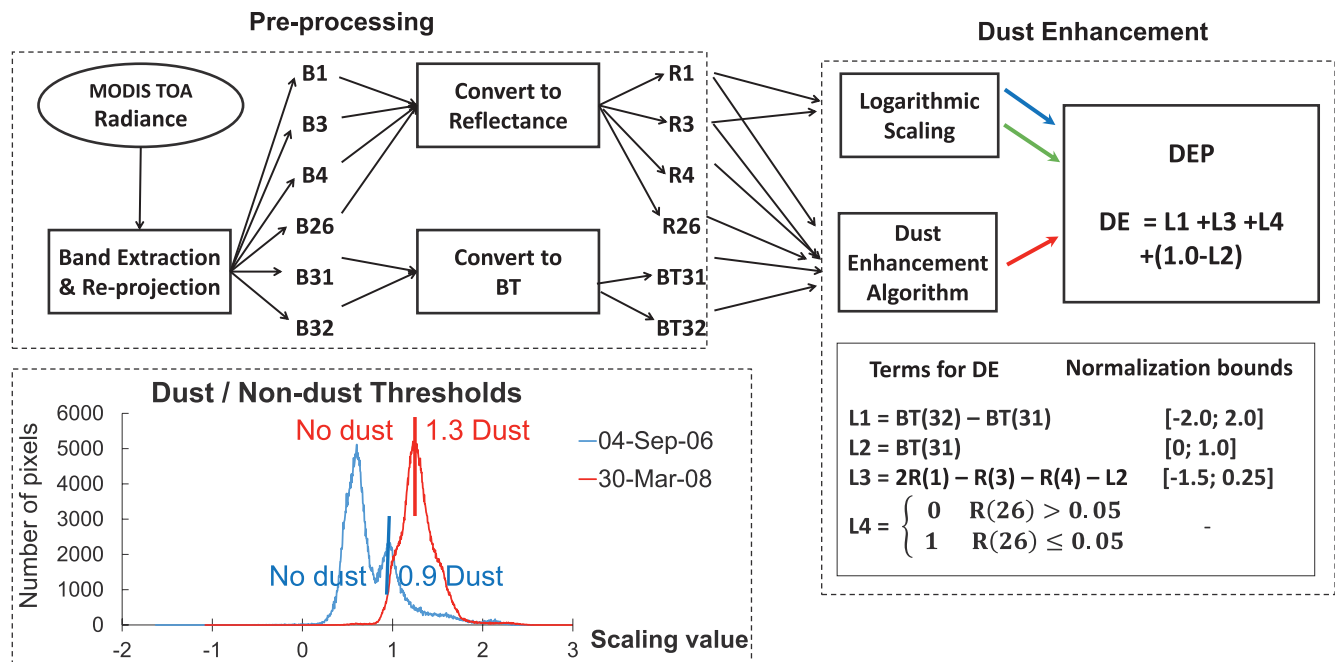 Pre-processing
MODIS TOA
Radiance
Band Extraction
& Re-projection
B1
B3
B4
B26
B31
B32
Convert to
Reflectance
Convert to
BT
R1
R3
R4
R26
BT31
BT32
Dust Enhancement
Logarithmic
Scaling
Dust
Enhancement
Algorithm
DEP
DE = L1 +L3 +L4
+(1.0-L2)
Terms for DE Normalization bounds
L1 = BT(32) – BT(31) [-2.0; 2.0]
L2 = BT(31) [0; 1.0]
L3 = 2R(1) – R(3) – R(4) – L2 [-1.5; 0.25]
L4 = { 0 R(26) > 0.05
1 R(26) ≤ 0.05 -
Dust / Non-dust Thresholds
Number of pixels
6000
5000
4000
3000
2000
1000
0
No dust 1.3 Dust
No dust 0.9 Dust
04-Sep-06
30-Mar-08
-2 -1 0 1 2 3
Scaling value